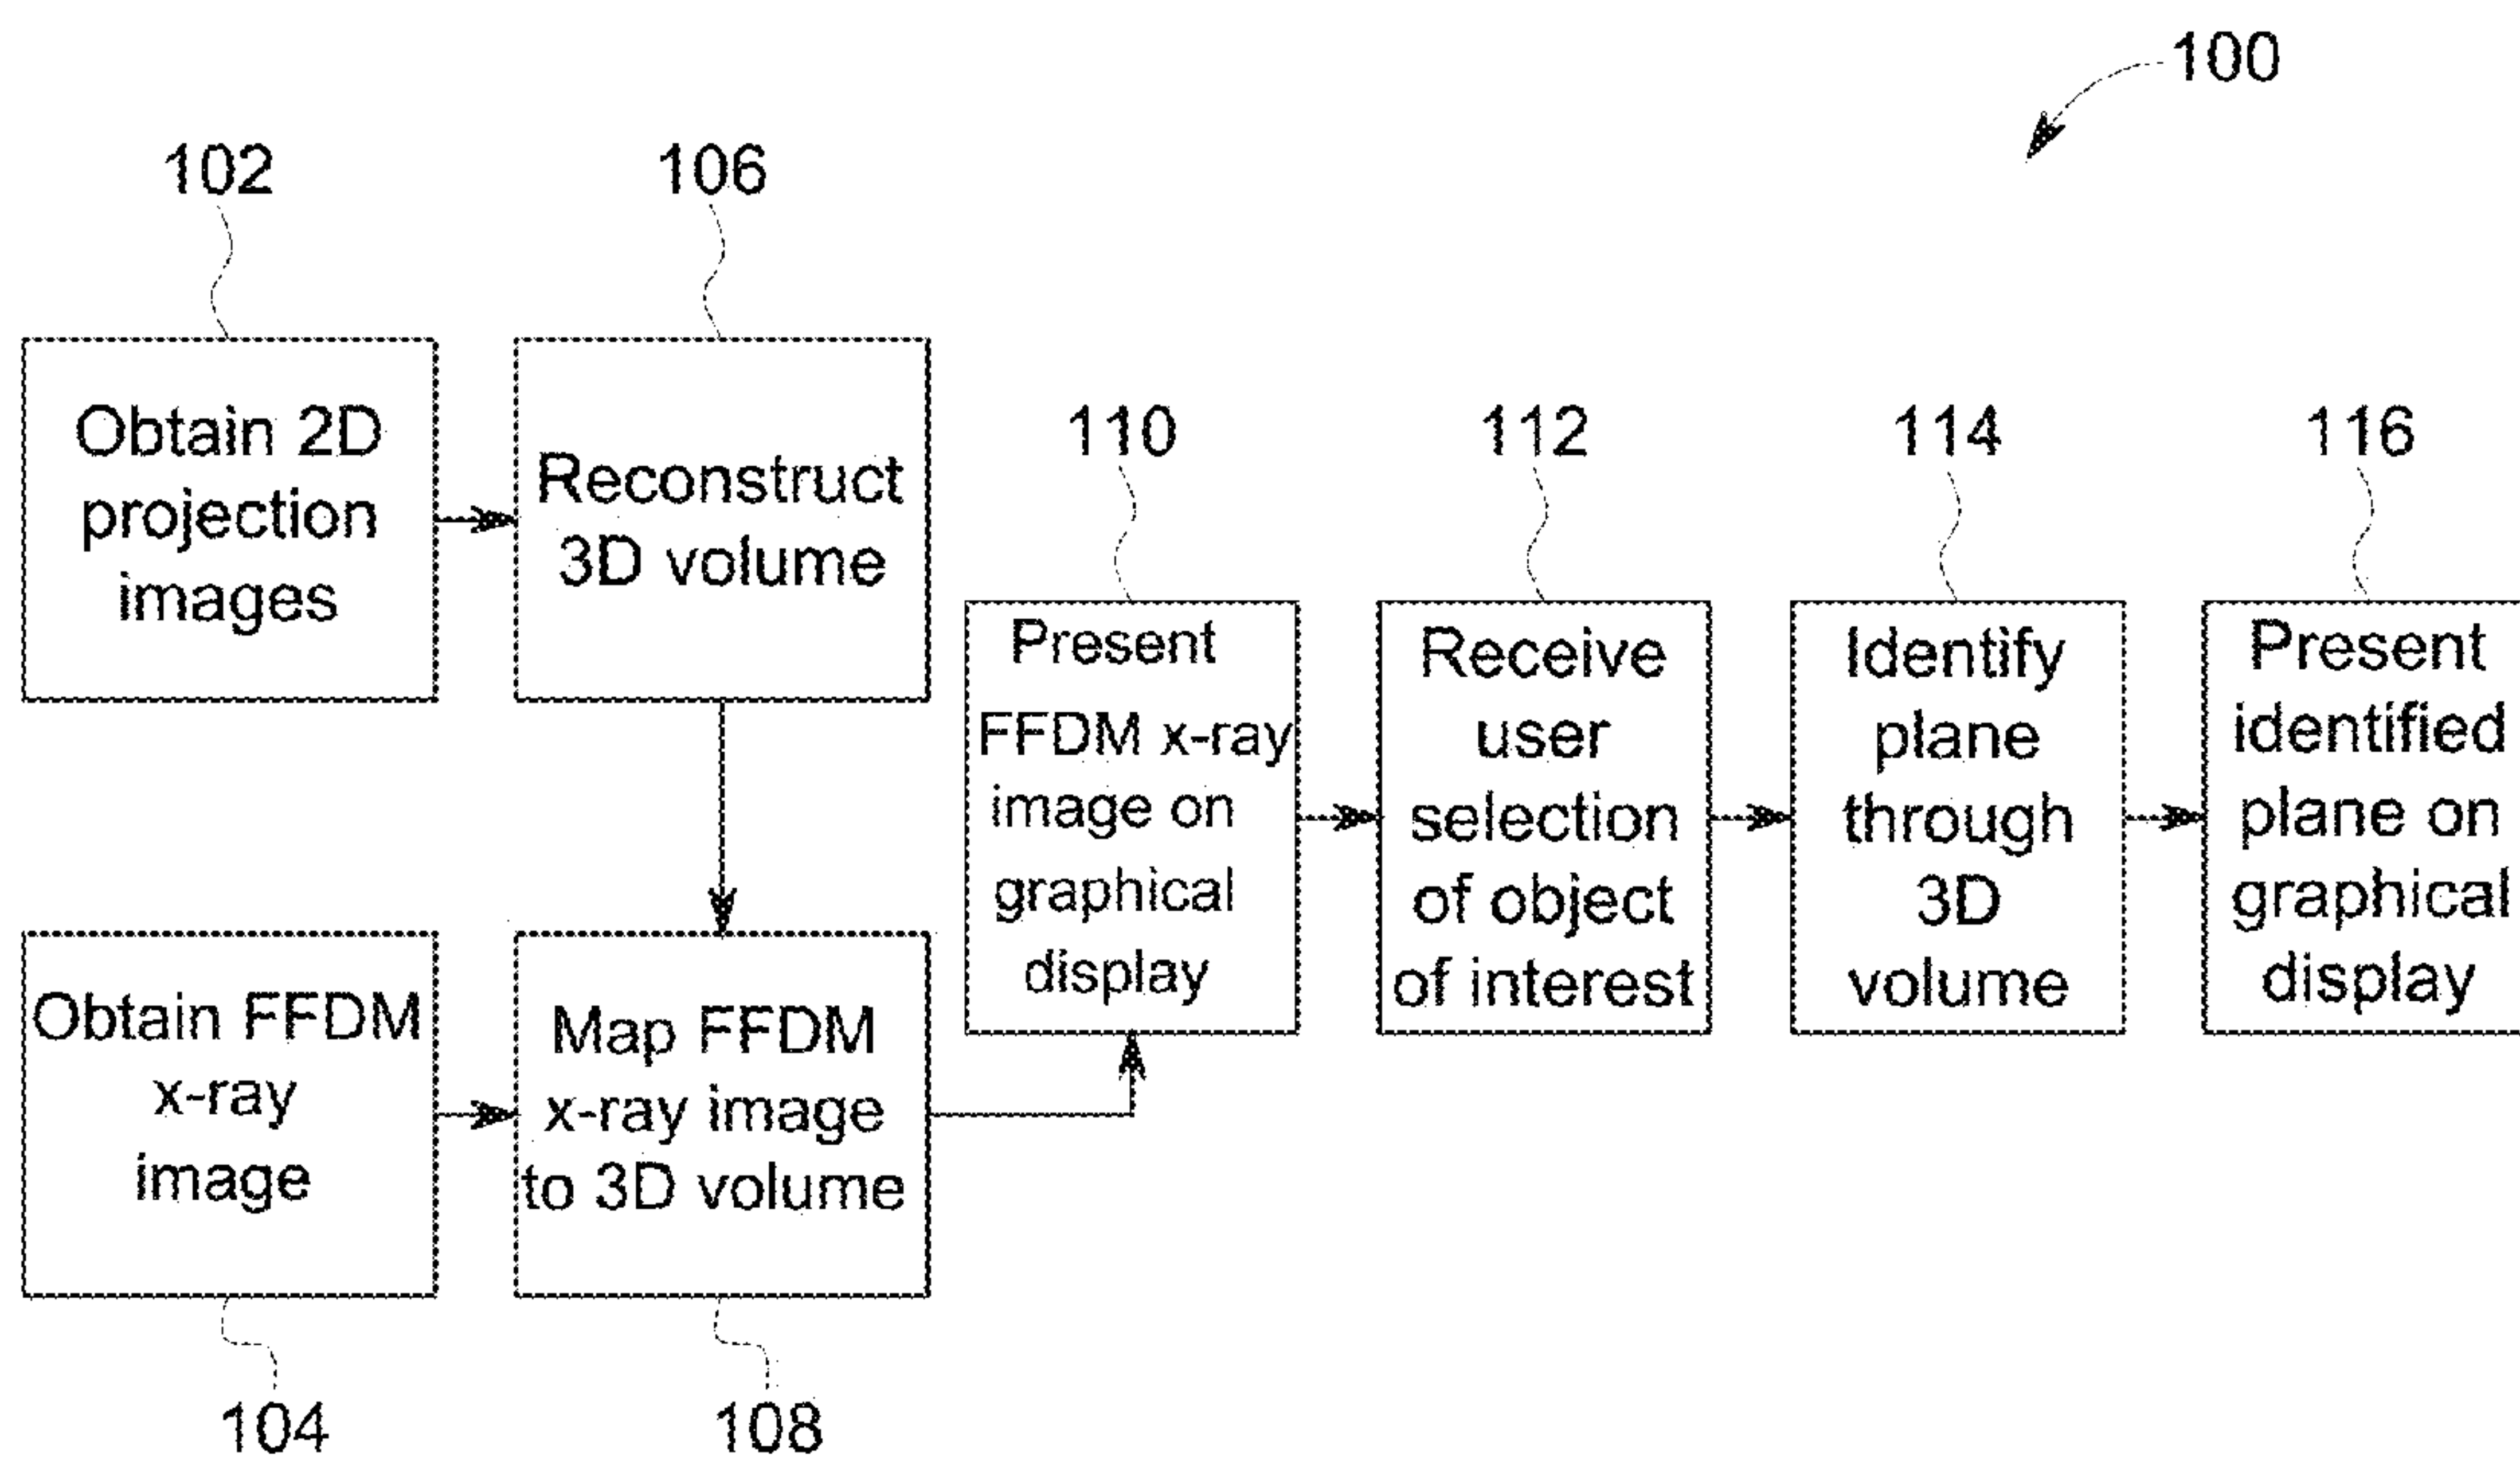 100
102
106
Obtain 2D
projection
images
Reconstruct
3D volume
110
112
114
116
Present
FFDM x-ray
image on
graphical
display
Receive
user
selection
of object
of interest
Identify
plane
through
3D
volume
Present
identified
plane on
graphical
display
Obtain FFDM
x-ray
image
Map FFDM
x-ray image
to 3D volume
104
108